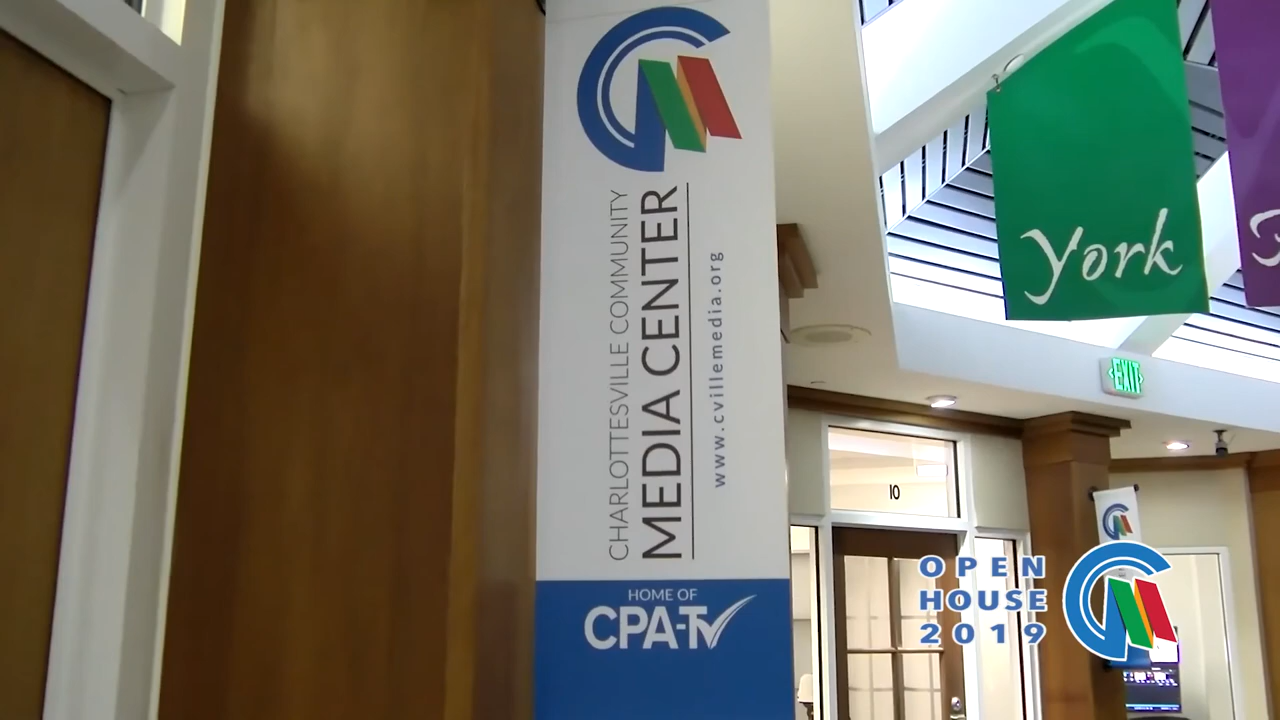 CHARLOTTESVILLE COMMUNITY
MEDIA CENTER
www.cvillemedia.org
HOME OF
CPA-TV
York
EXIT
10
OPEN
HOUSE
2019